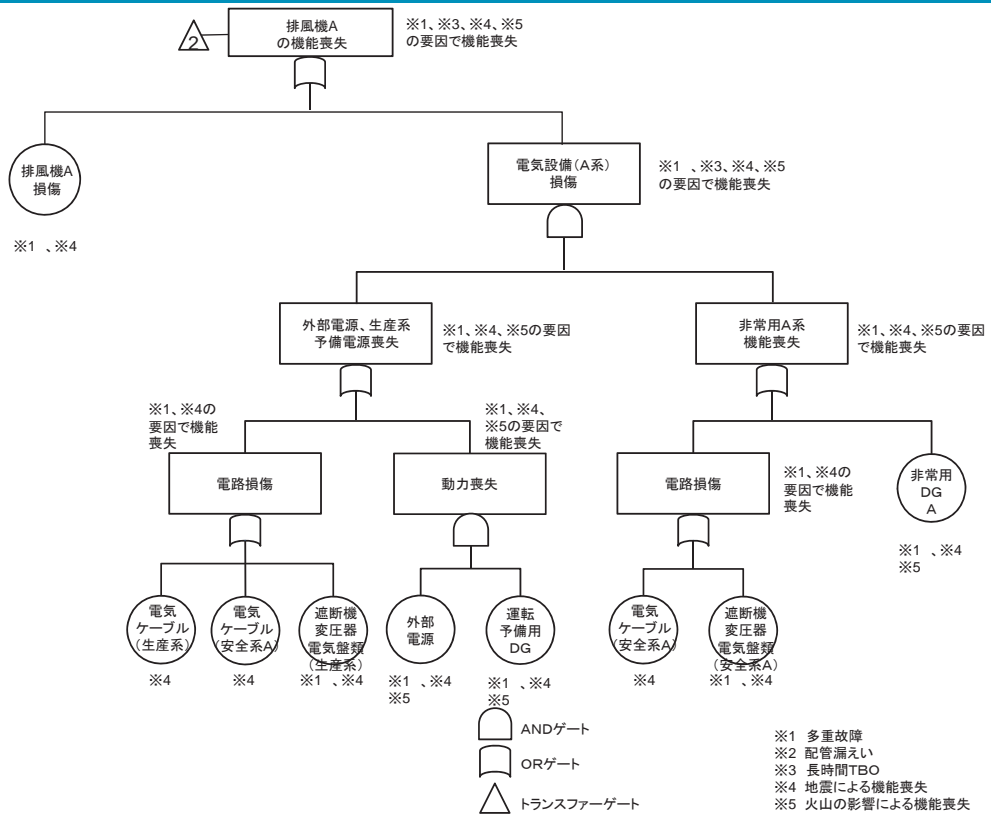 2
排風機A
の機能喪失
※1、※3、※4、※5
の要因で機能喪失
排風機A
損傷
※1 、※4
電気設備(A系)
損傷
※1 、※3、※4、※5
の要因で機能喪失
外部電源、生産系
予備電源喪失
※1、※4、※5の要因
で機能喪失
非常用A系
機能喪失
※1、※4、※5の要因
で機能喪失
※1、※4の
要因で機能
喪失
電路損傷
※1、※4、
※5の要因で
機能喪失
動力喪失
電路損傷
※1、※4の
要因で機能
喪失
非常用
DG
A
※1 、※4
※5
電気
ケーブル
(生産系)
※4
電気
ケーブル
(安全系A)
※4
遮断機
変圧器
電気盤類
(生産系)
※1 、※4
外部
電源
※1 、※4
※5
運転
予備用
DG
※1 、※4
※5
電気
ケーブル
(安全系A)
※4
遮断機
変圧器
電気盤類
(安全系A)
※1 、※4
ANDゲート
ORゲート
トランスファーゲート
※1 多重故障
※2 配管漏えい
※3 長時間TBO
※4 地震による機能喪失
※5 火山の影響による機能喪失